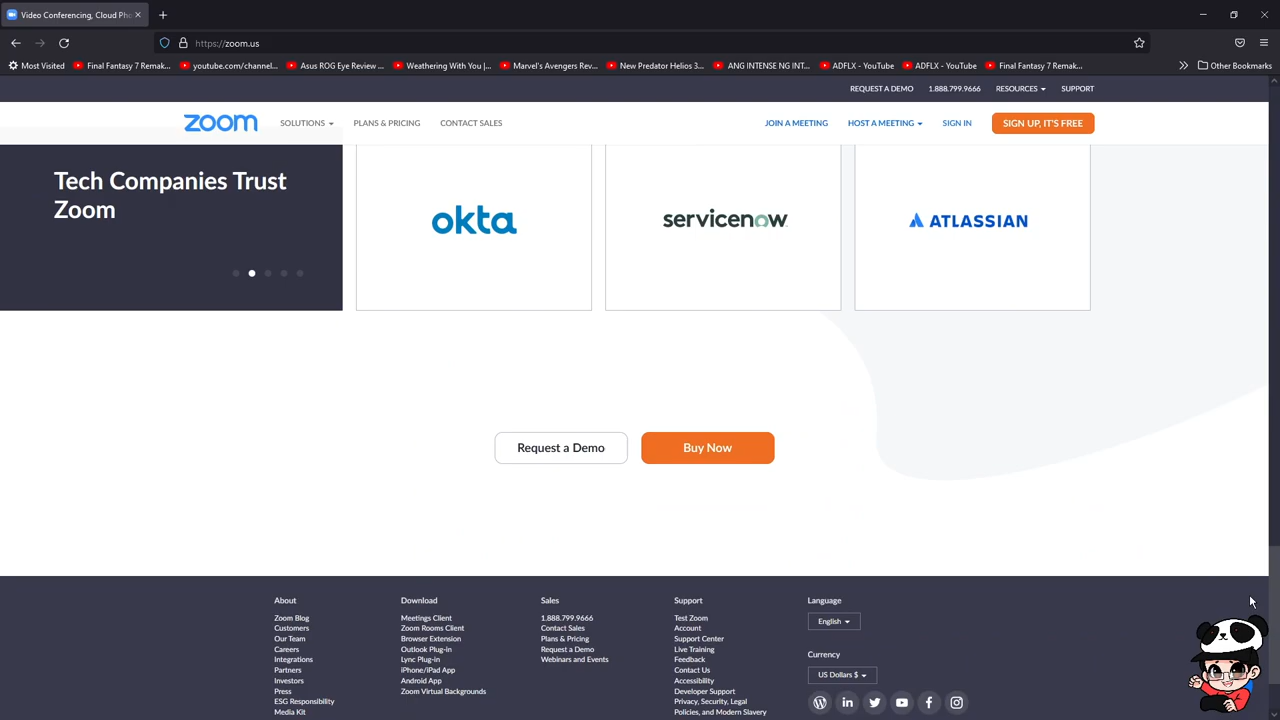 Video Conferencing, Cloud Pho
https://zoom.us
Most Visited
Final Fantasy 7 Remak...
youtube.com/channel...
Asus ROG Eye Review ...
Weathering With You |...
Marvel's Avengers Rev...
New Predator Helios 3...
ANG INTENSE NG INT...
ADFLX - YouTube
ADFLX - YouTube
Final Fantasy 7 Remak...
Other Bookmarks
REQUEST A DEMO
1.888.799.9666
RESOURCES
SUPPORT
zoom
SOLUTIONS
PLANS & PRICING
CONTACT SALES
JOIN A MEETING
HOST A MEETING
SIGN IN
SIGN UP, IT'S FREE
Tech Companies Trust
Zoom
okta
servicenow
ATLASSIAN
Request a Demo
Buy Now
About
Zoom Blog
Customers
Our Team
Careers
Integrations
Partners
Investors
Press
ESG Responsibility
Media Kit
Download
Meetings Client
Zoom Rooms Client
Browser Extension
Outlook Plug-in
Lync Plug-in
iPhone/iPad App
Android App
Zoom Virtual Backgrounds
Sales
1.888.799.9666
Contact Sales
Plans & Pricing
Request a Demo
Webinars and Events
Support
Test Zoom
Account
Support Center
Live Training
Feedback
Contact Us
Accessibility
Developer Support
Privacy, Security, Legal
Policies, and Modern Slavery
Language
English
Currency
US Dollars $